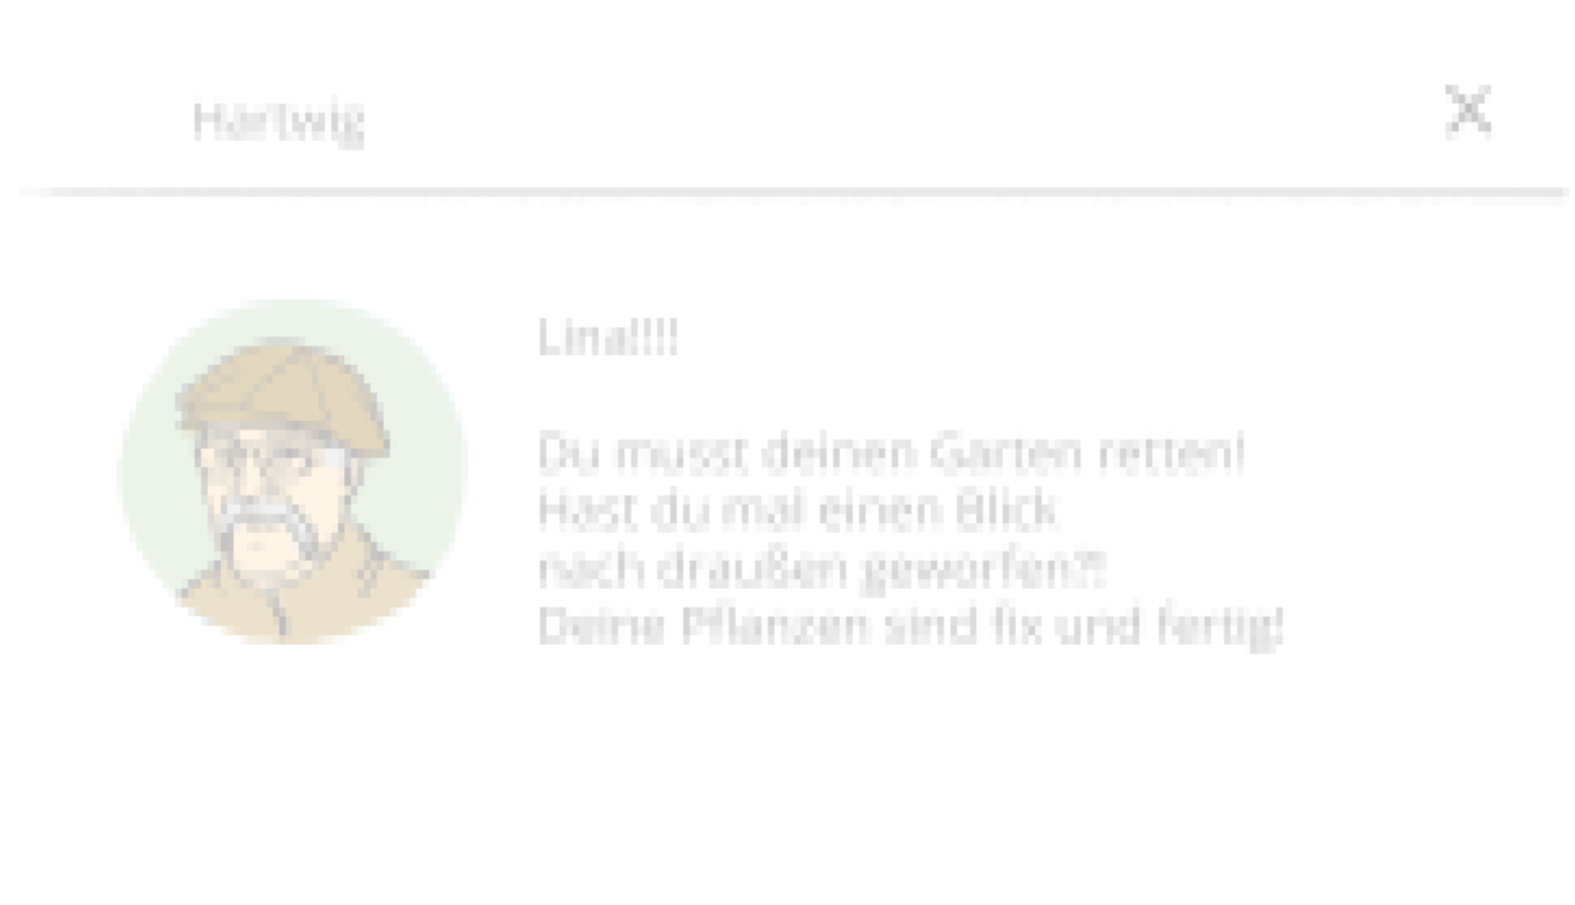 Hartwig
Lina!!!!
Du musst deinen Garten retten!
Hast du mal einen Blick
nach draußen geworfen?!
Deine Pflanzen sind fix und fertig!